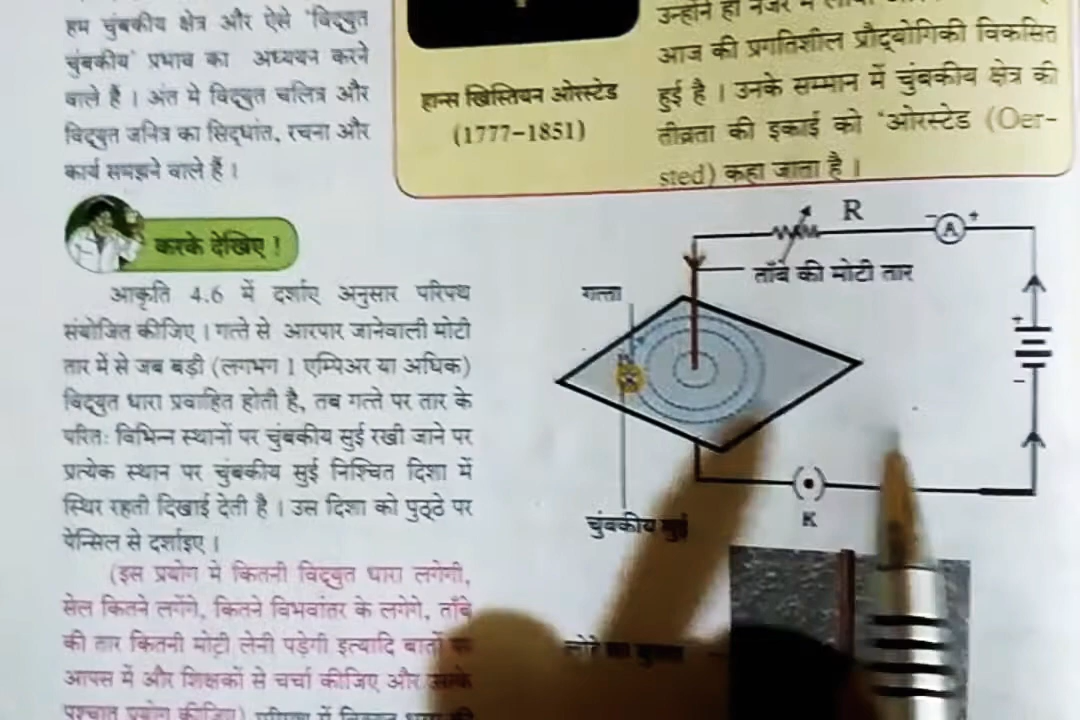 हम चुंबकीय क्षेत्र और ऐसे 'विद्युत
चुंबकीय' प्रभाव का अध्ययन करने
वाले हैं । अंत मे विद्युत चलित्र और
विद्युत जनित्र का सिद्धांत, रचना और
कार्य समझने वाले हैं ।
हान्स ख्रिस्तियन ओरस्टेड
(1777-1851)
उन्होंने ही
आज की प्रगतिशील प्रौद्योगिकी विकसित
हुई है । उनके सम्मान में चुंबकीय क्षेत्र की
तीव्रता की इकाई को 'ओरस्टेड (Oer-
sted) कहा जाता है ।
करके देखिए !
आकृति 4.6 में दर्शाए अनुसार परिपथ
संयोजित कीजिए । गत्ते से आरपार जानेवाली मोटी
तार में से जब बड़ी (लगभग 1 एम्पिअर या अधिक)
विद्युत धारा प्रवाहित होती है, तब गत्ते पर तार के
परितः विभिन्न स्थानों पर चुंबकीय सुई रखी जाने पर
प्रत्येक स्थान पर चुंबकीय सुई निश्चित दिशा में
स्थिर रहती दिखाई देती है । उस दिशा को पुठ्ठे पर
पेन्सिल से दर्शाइए ।
(इस प्रयोग मे कितनी विद्युत धारा लगेगी,
सेल कितने लगेंगे, कितने विभवांतर के लगेगे, ताँबे
की तार कितनी मोट़ी लेनी पड़ेगी इत्यादि बातों
आपस में और शिक्षकों से चर्चा कीजिए और उसके
पश्चात प्रयोग कीजिए)
R
- A +
ताँबे की मोटी तार
गत्ता
+
-
चुंबकीय सुई
K